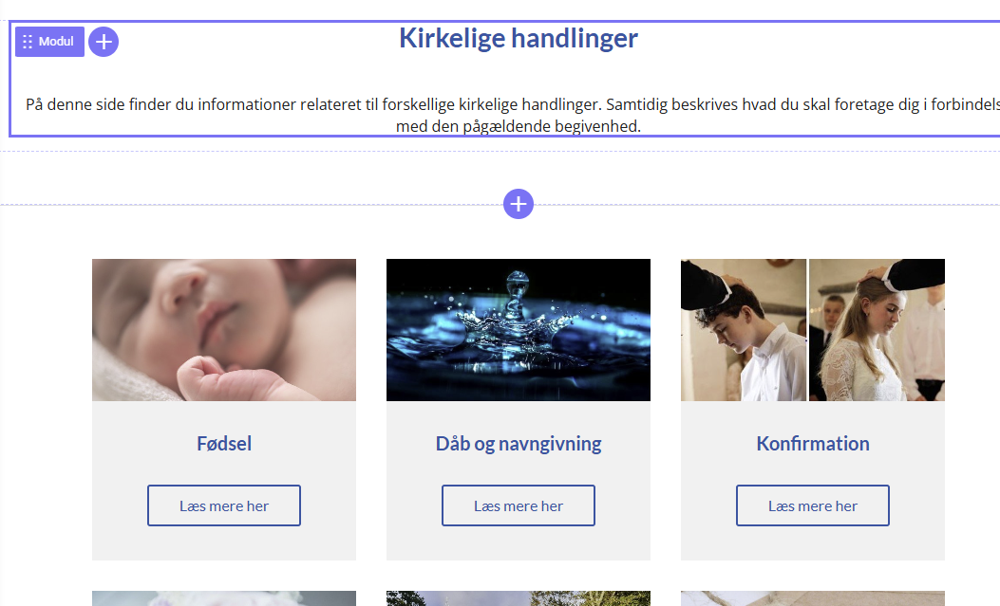 Modul
Kirkelige handlinger
På denne side finder du informationer relateret til forskellige kirkelige handlinger. Samtidig beskrives hvad du skal foretage dig i
med den pågældende begivenhed.
Fødsel
Dåb og navngivning
Konfirmation
Læs mere her
Læs mere her
Læs mere her